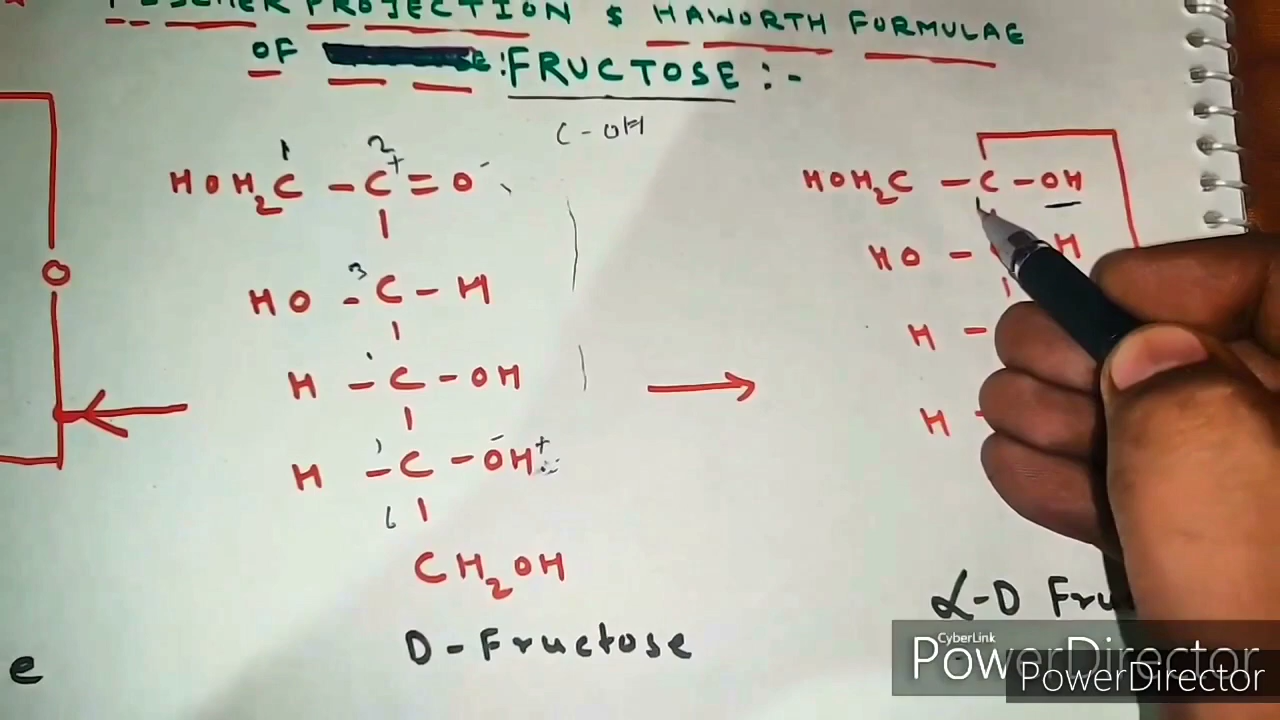 FISCHER PROJECTION & HAWORTH FORMULAE
OF : FRUCTOSE : -
C - OH
1 2
HOH2C - C+ = O-
3
HO - C - H
H - C - OH
H - C - OH+
6
CH2OH
D - Fructose
HOH2C - C - OH
HO - H
H -
H -
α-D Fru
O
e
CyberLink
PowerDirector
PowerDirector